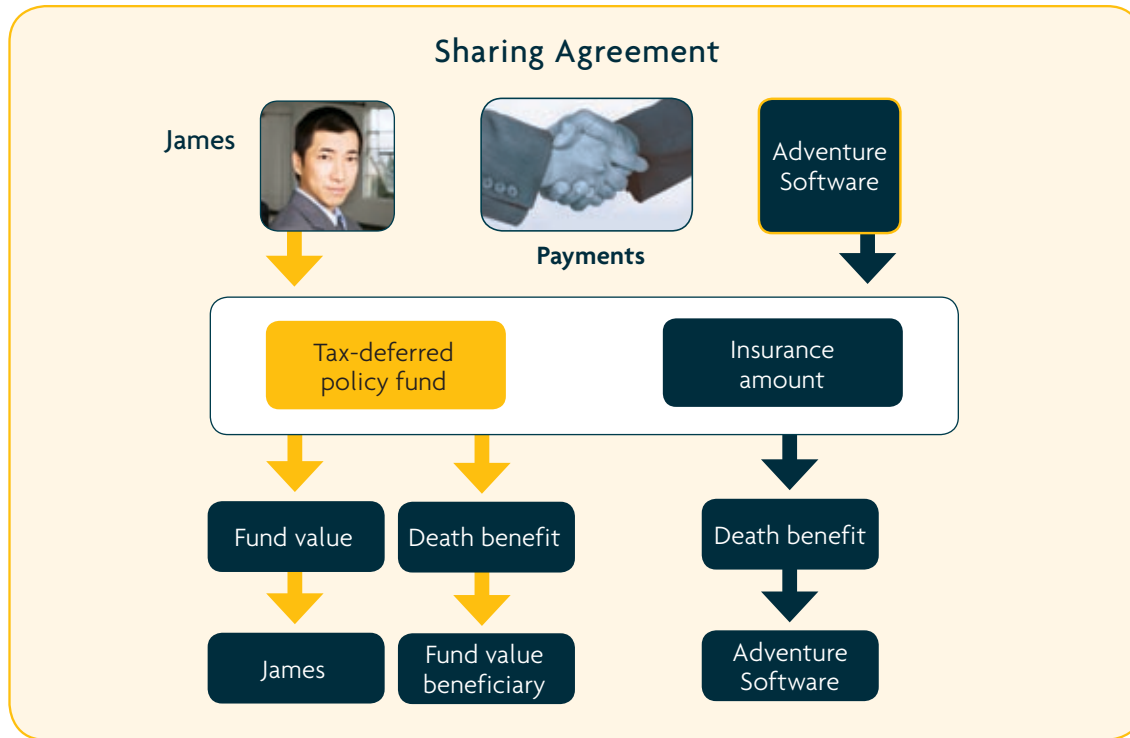 Sharing Agreement
James
Adventure
Software
Payments
Tax-deferred
policy fund
Insurance
amount
Fund value
Death benefit
Death benefit
James
Fund value
beneficiary
Adventure
Software